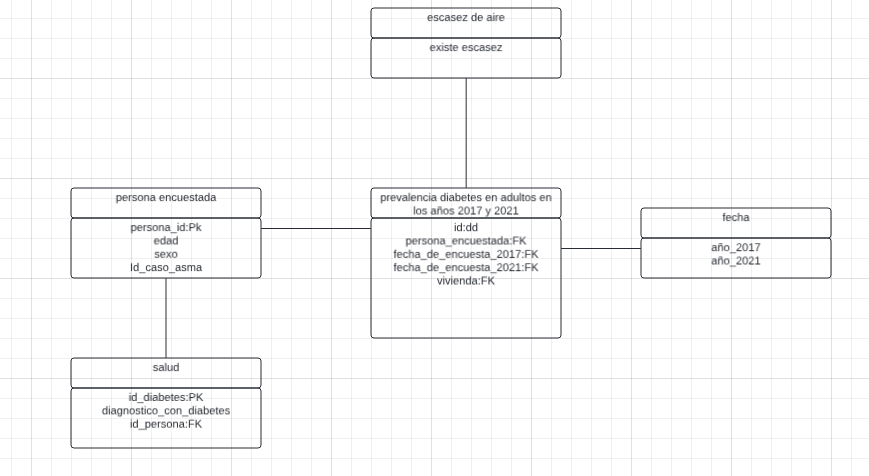 escasez de aire
existe escasez
persona encuestada
persona_id:Pk
edad
sexo
Id_caso_asma
prevalencia diabetes en adultos en
los años 2017 y 2021
id:dd
persona_encuestada:FK
fecha_de_encuesta_2017:FK
fecha_de_encuesta_2021:FK
vivienda:FK
fecha
año_2017
año_2021
salud
id_diabetes:PK
diagnostico_con_diabetes
id_persona:FK